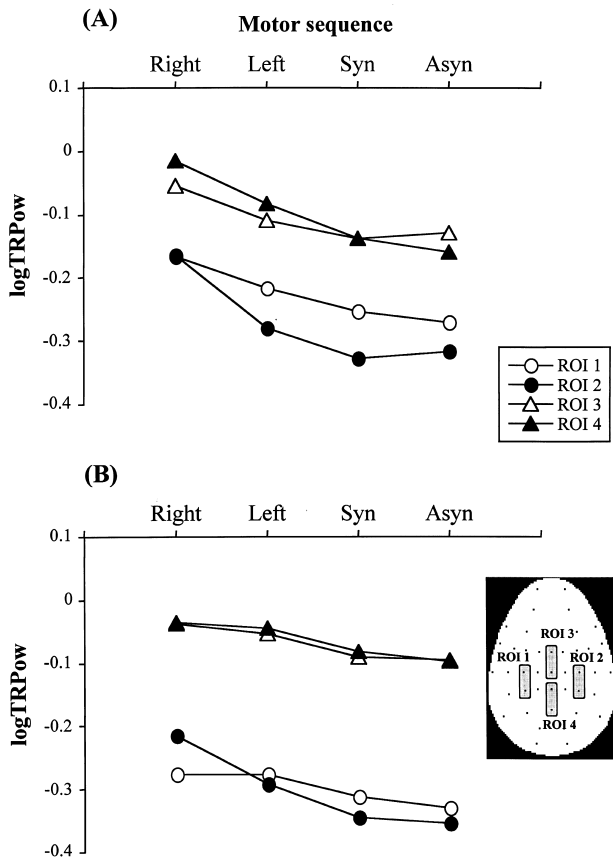 (A)
Motor sequence
Right Left Syn Asyn
0.1
0
-0.1
-0.2
-0.3
-0.4
logTRPow
ROI 1
ROI 2
ROI 3
ROI 4
(B)
Right Left Syn Asyn
0.1
0
-0.1
-0.2
-0.3
-0.4
logTRPow
ROI 3
ROI 1 ROI 2
ROI 4